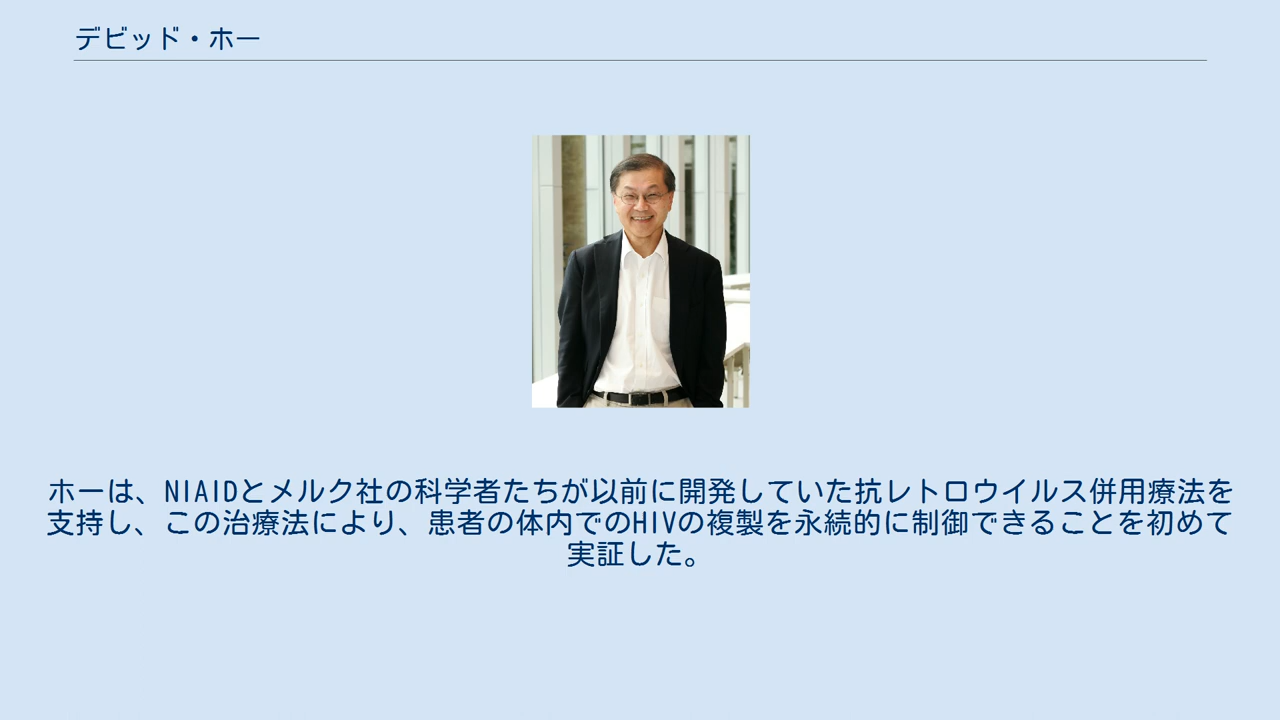 デビッド・ホー
ホーは、NIAIDとメルク社の科学者たちが以前に開発していた抗レトロウイルス併用療法を
支持し、この治療法により、患者の体内でのHIVの複製を永続的に制御できることを初めて
実証した。